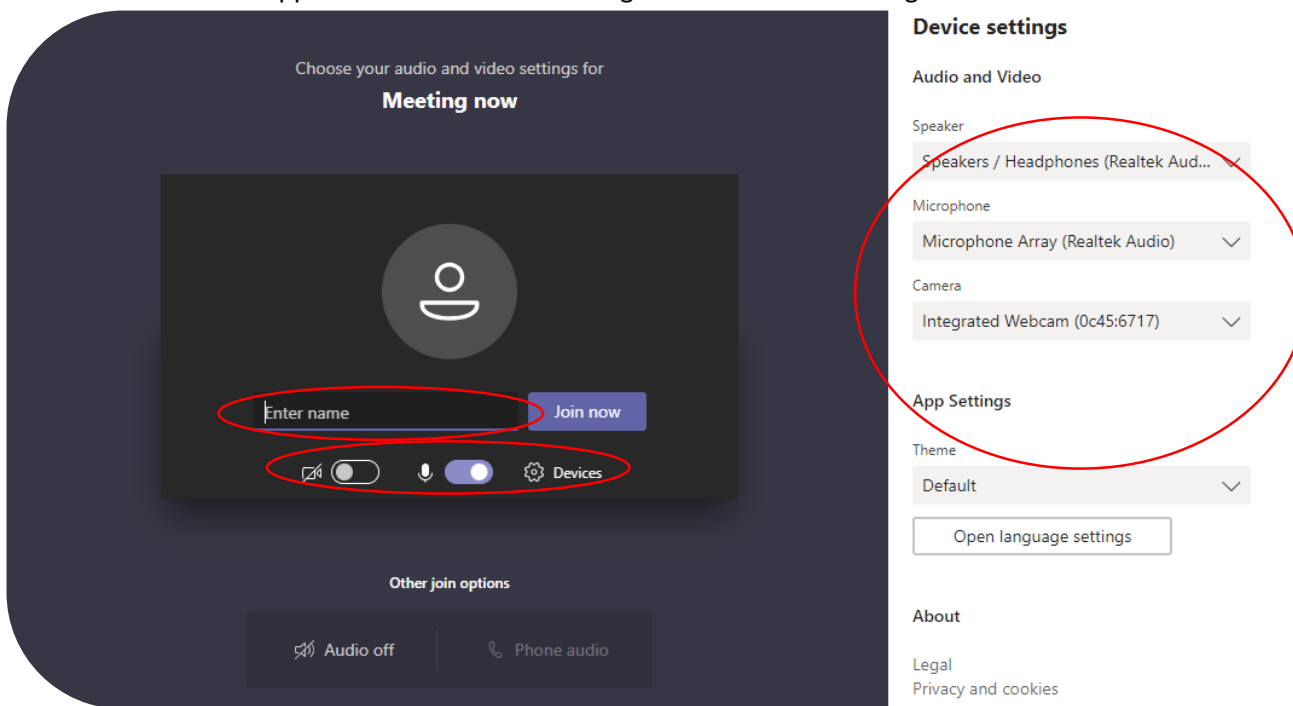 Choose your audio and video settings for
Meeting now
Enter name
Join now
Devices
Other join options
Audio off
Phone audio
Device settings
Audio and Video
Speaker
Speakers / Headphones (Realtek Aud...
Microphone
Microphone Array (Realtek Audio)
Camera
Integrated Webcam (0c45:6717)
App Settings
Theme
Default
Open language settings
About
Legal
Privacy and cookies